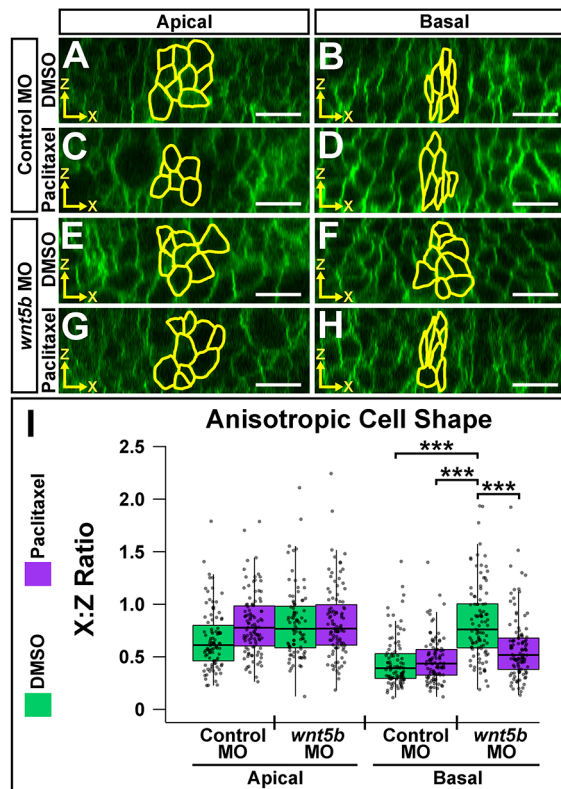 Apical Basal
Control MO
wnt5b MO
DMSO
Paclitaxel
DMSO
Paclitaxel
A
Z
X
B
Z
X
C
Z
X
D
Z
X
E
Z
X
F
Z
X
G
Z
X
H
Z
X
I
Anisotropic Cell Shape
DMSO
Paclitaxel
X:Z Ratio
2.5
2.0
1.5
1.0
0.5
0
***
***
***
Control wnt5b Control wnt5b
MO MO MO MO
Apical Basal